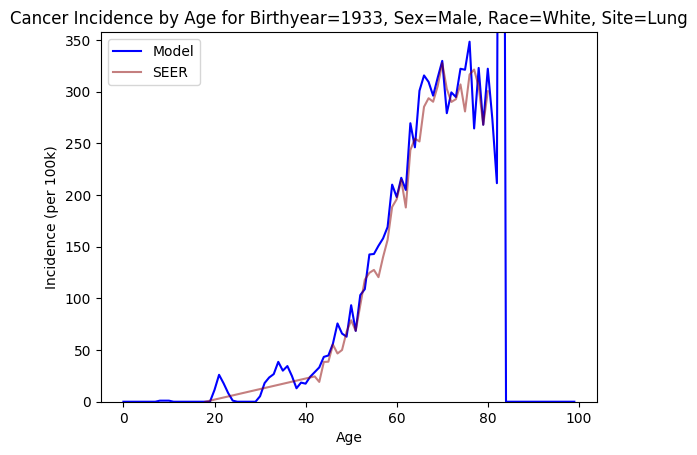 Cancer Incidence by Age for Birthyear=1933, Sex=Male, Race=White, Site=Lung
350
300
250
200
150
100
50
0
Incidence (per 100k)
Model
SEER
0 20 40 60 80 100
Age